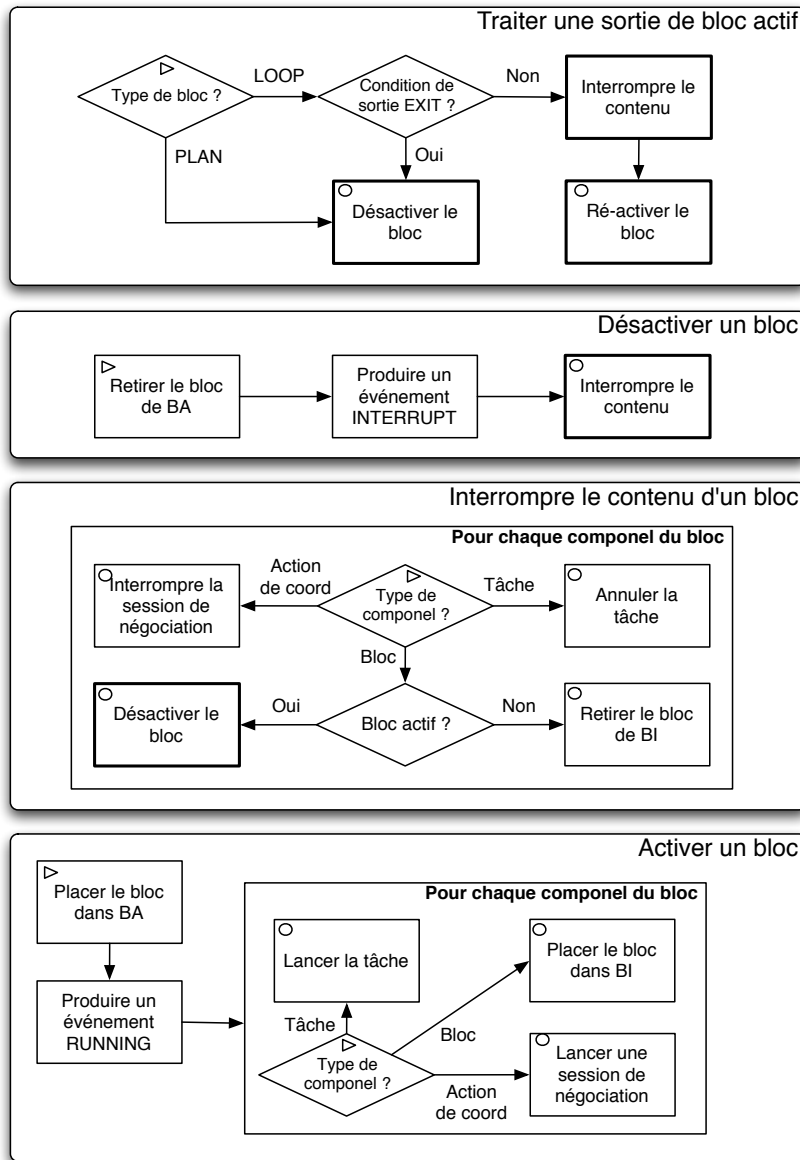 Traiter une sortie de bloc actif
Type de bloc ?
LOOP
Condition de
sortie EXIT ?
Non
Interrompre le
contenu
PLAN
Oui
Désactiver le
bloc
Ré-activer le
bloc
Désactiver un bloc
Retirer le bloc
de BA
Produire un
événement
INTERRUPT
Interrompre le
contenu
Interrompre le contenu d'un bloc
Pour chaque componel du bloc
Interrompre la
session de
négociation
Action
de coord
Type de
componel ?
Tâche
Annuler la
tâche
Bloc
Désactiver le
bloc
Oui
Bloc actif ?
Non
Retirer le bloc
de BI
Activer un bloc
Placer le bloc
dans BA
Produire un
événement
RUNNING
Pour chaque componel du bloc
Lancer la tâche
Placer le bloc
dans BI
Tâche
Bloc
Type de
componel ?
Action
de coord
Lancer une
session de
négociation